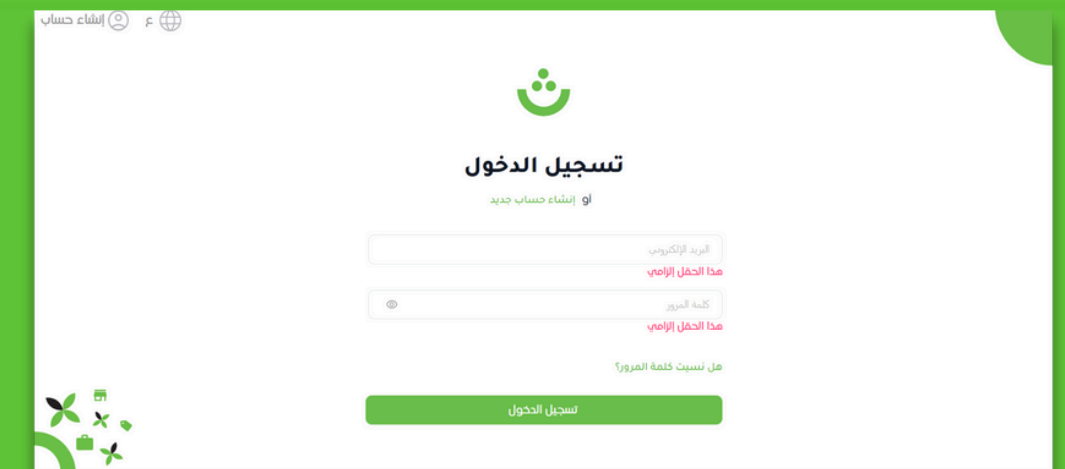 ع
إنشاء حساب
تسجيل الدخول
أو إنشاء حساب جديد
البريد الإلكتروني
هذا الحقل إلزامي
كلمة المرور
هذا الحقل إلزامي
هل نسيت كلمة المرور؟
تسجيل الدخول